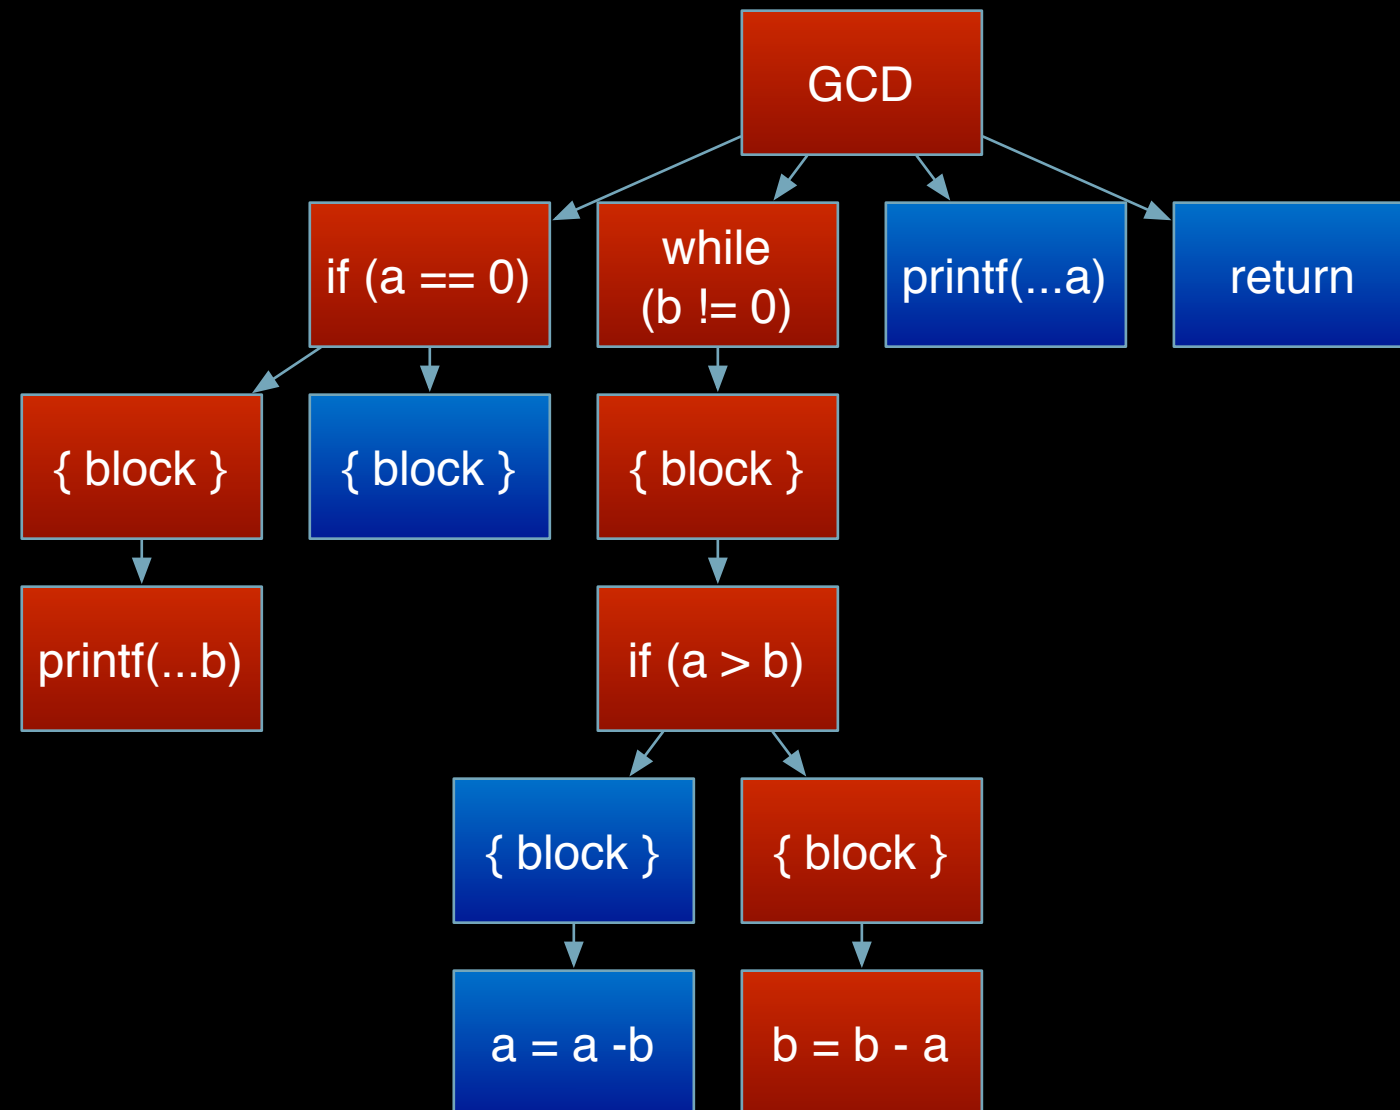 GCD
if (a == 0)
while
(b != 0)
printf(...a)
return
{ block }
{ block }
{ block }
printf(...b)
if (a > b)
{ block }
{ block }
a = a -b
b = b - a